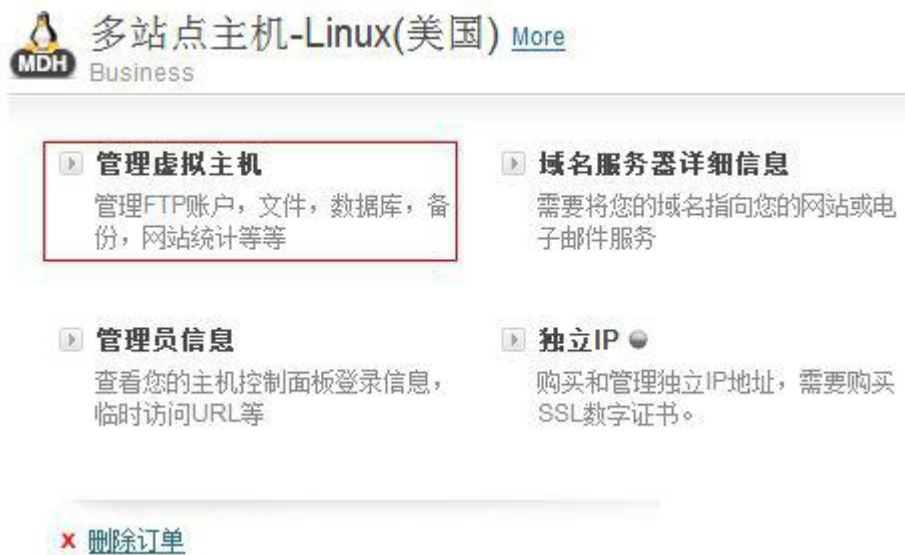 多站点主机-Linux(美国) More
MDH
Business
管理虚拟主机
管理FTP账户，文件，数据库，备
份，网站统计等等
域名服务器详细信息
需要将您的域名指向您的网站或电
子邮件服务
管理员信息
查看您的主机控制面板登录信息，
临时访问URL等
独立IP
购买和管理独立IP地址，需要购买
SSL数字证书。
x 删除订单